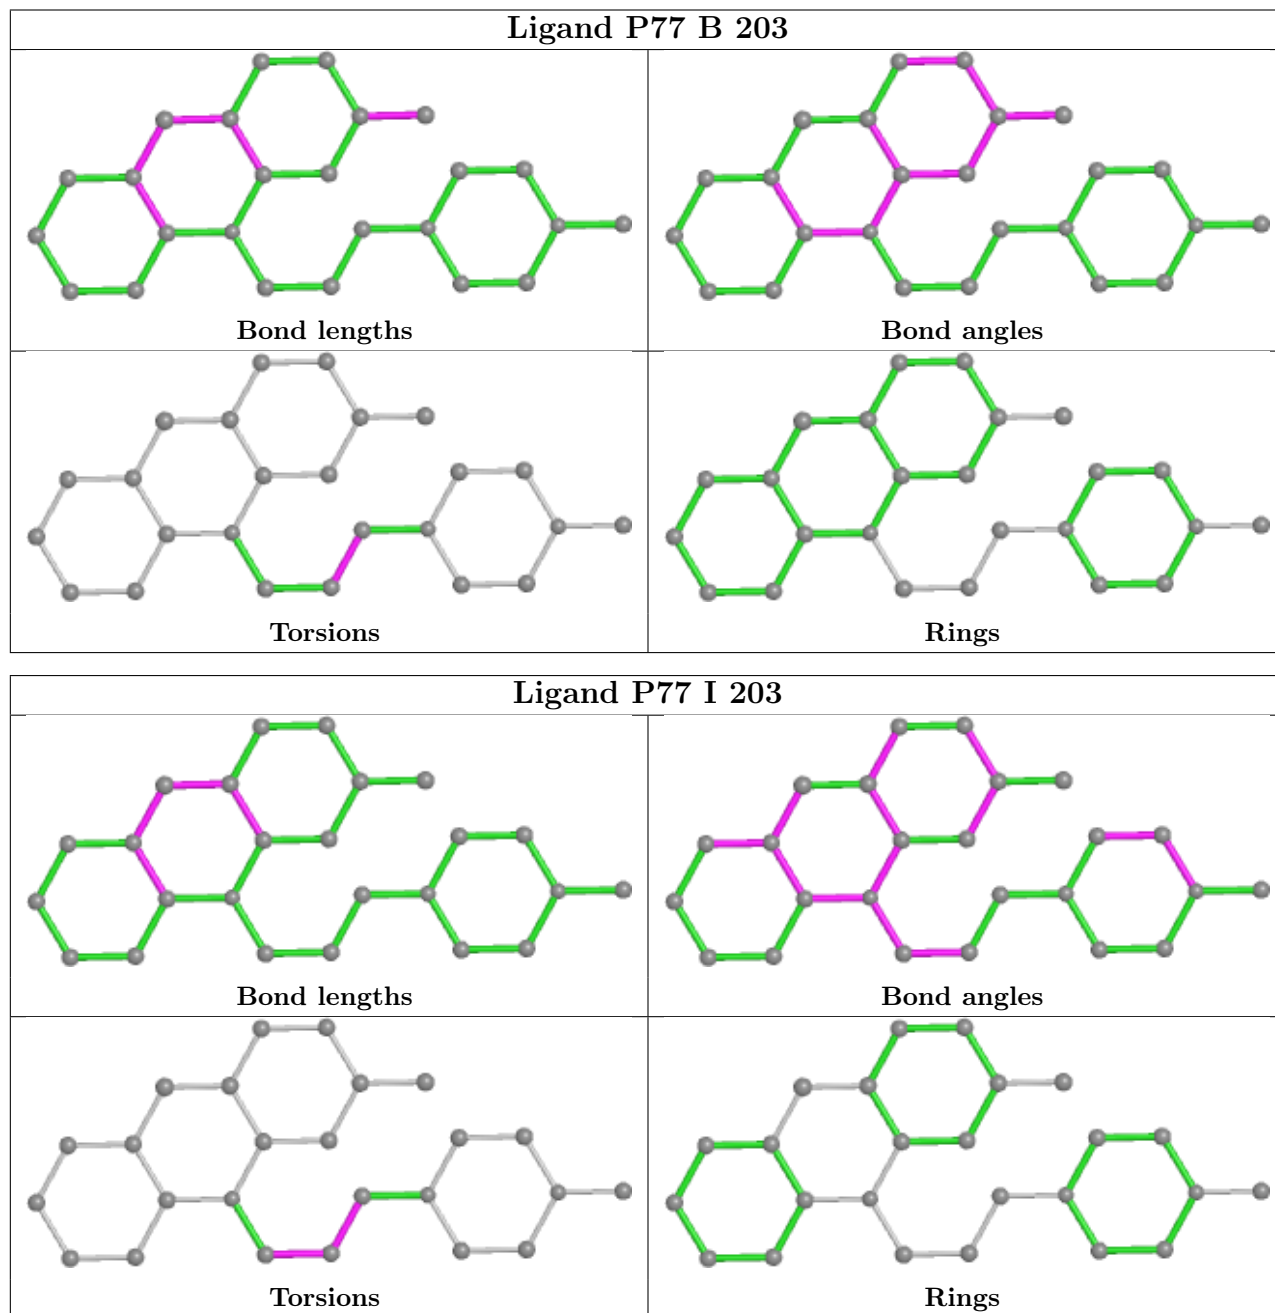 Ligand P77 B 203
Bond lengths
Bond angles
Torsions
Rings
Ligand P77 I 203
Bond lengths
Bond angles
Torsions
Rings